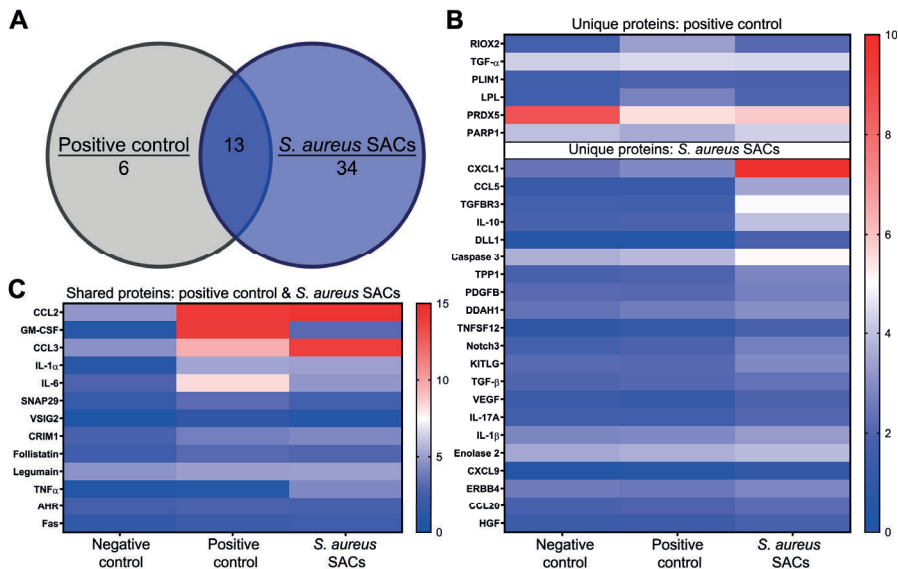 A
Positive control
6
13
S. aureus SACs
34
B
Unique proteins: positive control
RIOX2
TGF-α
PLIN1
LPL
PRDX5
PARP1
Unique proteins: S. aureus SACs
CXCL1
CCL5
TGFBR3
IL-10
DLL1
Caspase 3
TPP1
PDGFB
DDAH1
TNFSF12
Notch3
KITLG
TGF-β
VEGF
IL-17A
IL-1β
Enolase 2
CXCL9
ERBB4
CCL20
HGF
Negative control
Positive control
S. aureus SACs
10
8
6
4
2
0
C
Shared proteins: positive control & S. aureus SACs
CCL2
GM-CSF
CCL3
IL-1α
IL-6
SNAP29
VSIG2
CRIM1
Follistatin
Legumain
TNFα
AHR
Fas
Negative control
Positive control
S. aureus SACs
15
10
5
0